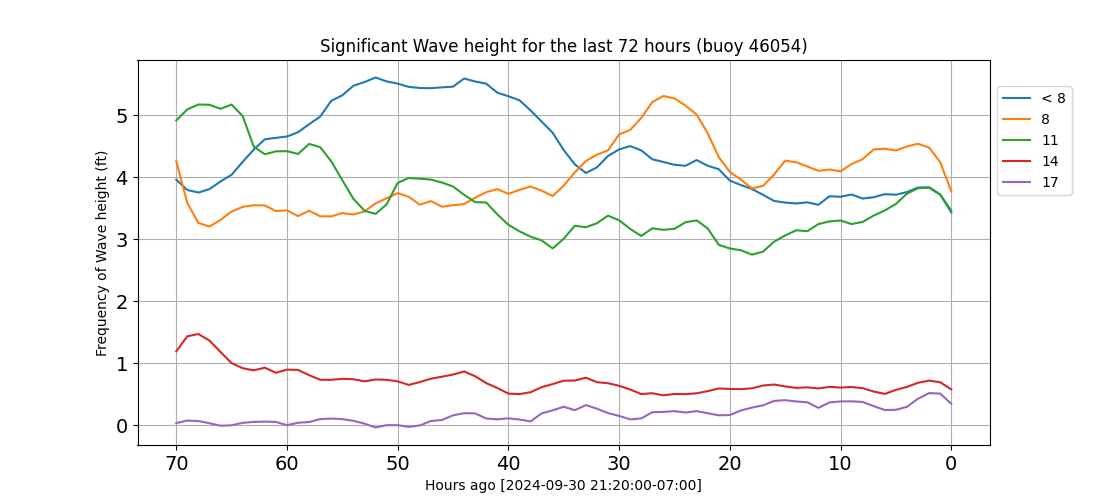 Significant Wave height for the last 72 hours (buoy 46054)
Frequency of Wave height (ft)
5
4
3
2
1
0
70 60 50 40 30 20 10 0
Hours ago [2024-09-30 21:20:00-07:00]
< 8
8
11
14
17